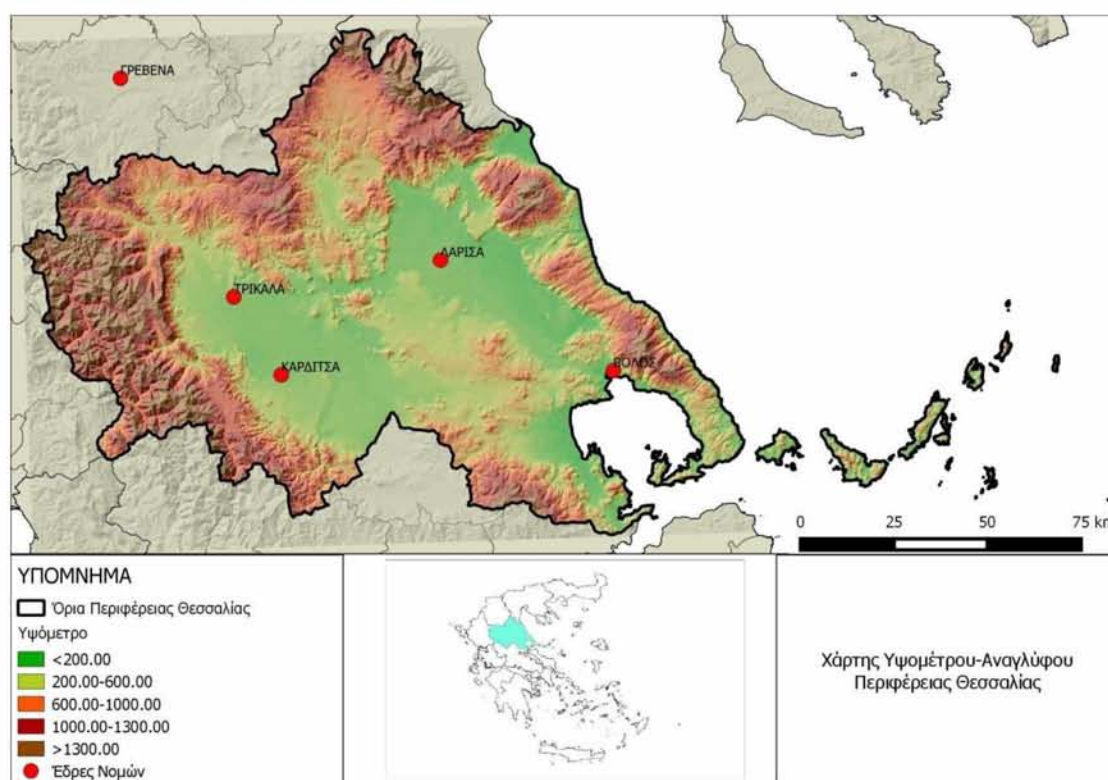 ΓΡΕΒΕΝΑ
ΛΑΡΙΣΑ
ΤΡΙΚΑΛΑ
ΚΑΡΔΙΤΣΑ
ΒΟΛΟΣ
0 25 50 75 km
ΥΠΟΜΝΗΜΑ
Όρια Περιφέρειας Θεσσαλίας
Υψόμετρο
<200.00
200.00-600.00
600.00-1000.00
1000.00-1300.00
>1300.00
Έδρες Νομών
Χάρτης Υψομέτρου-Αναγλύφου
Περιφέρειας Θεσσαλίας